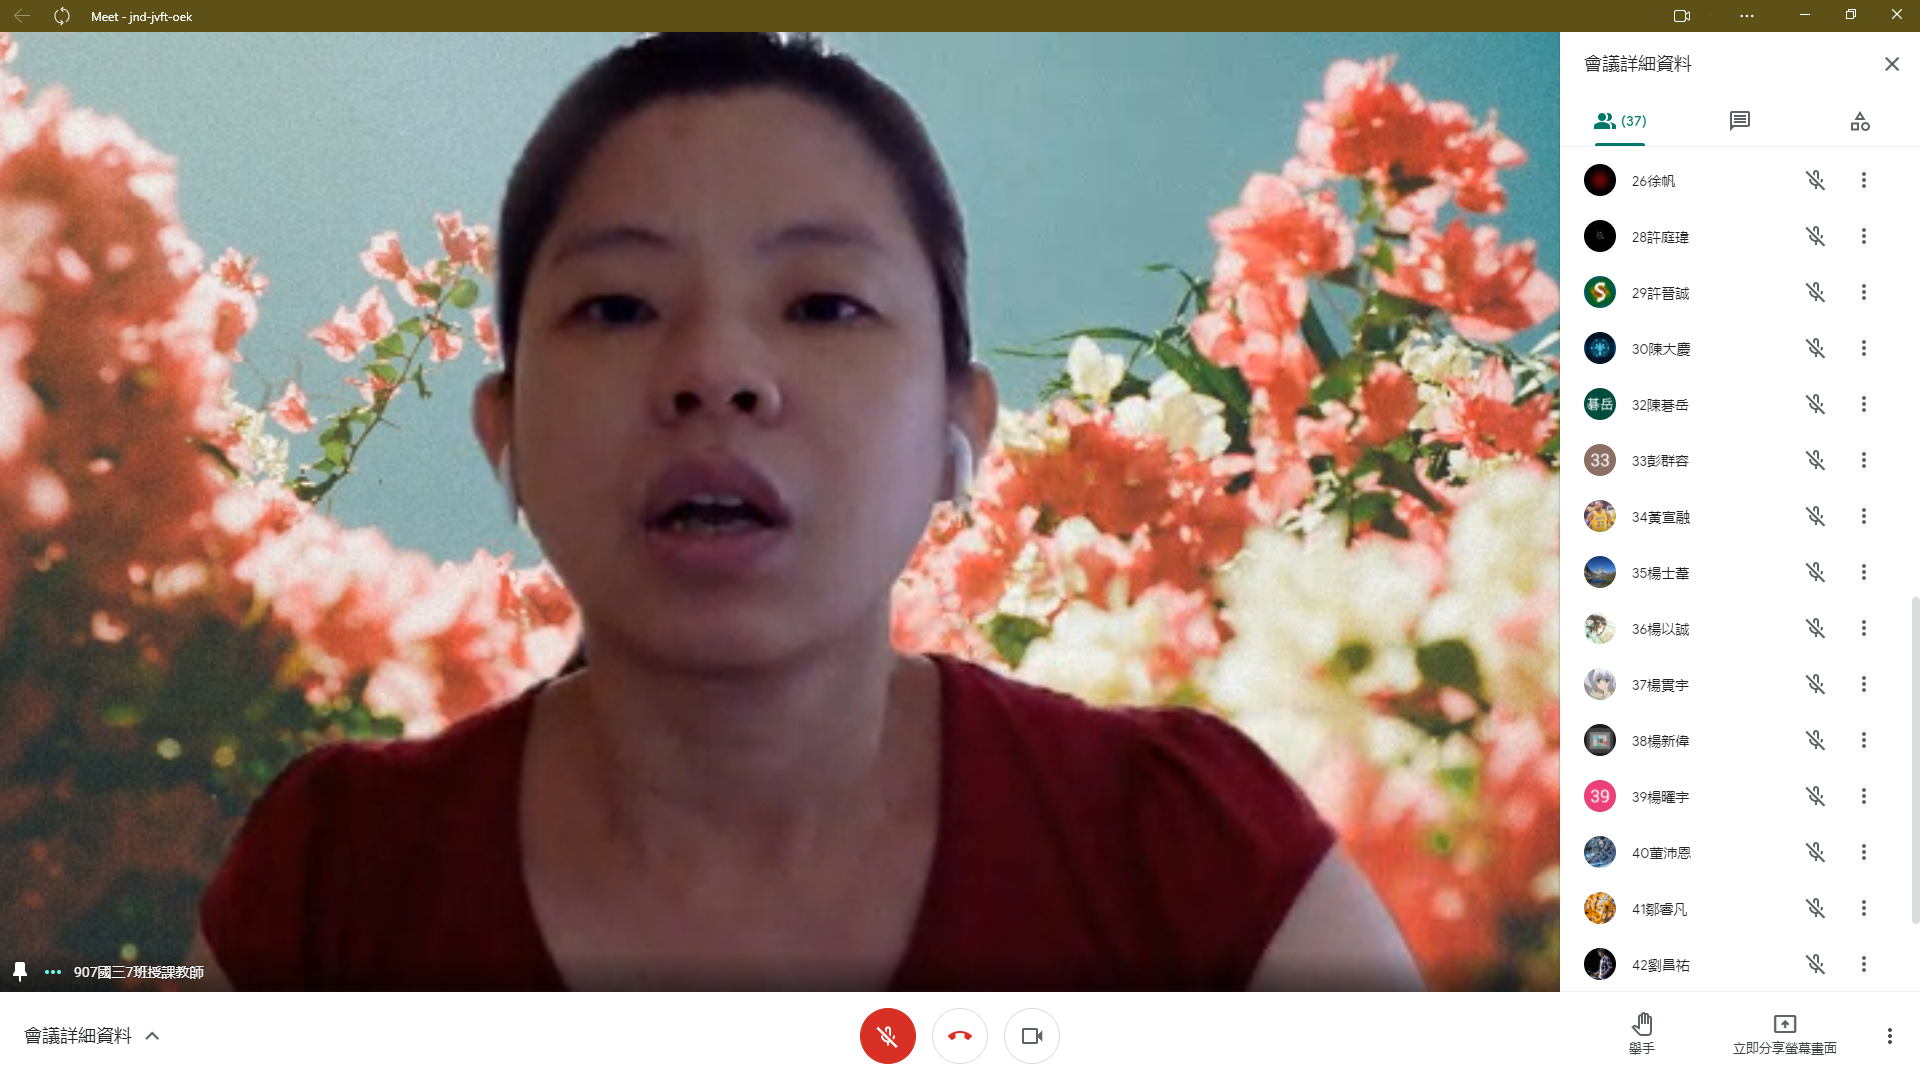 Meet - jnd-jvft-oek
會議詳細資料
(37)
26徐帆
28許庭瑋
29許晉誠
30陳大慶
碁岳
32陳碁岳
33
33彭群容
34黃宣融
35楊士葦
36楊以誠
37楊貫宇
38楊新偉
39
39楊曜宇
40董沛恩
41鄒睿凡
42劉昌祐
907國三7班授課教師
會議詳細資料
舉手
立即分享螢幕畫面